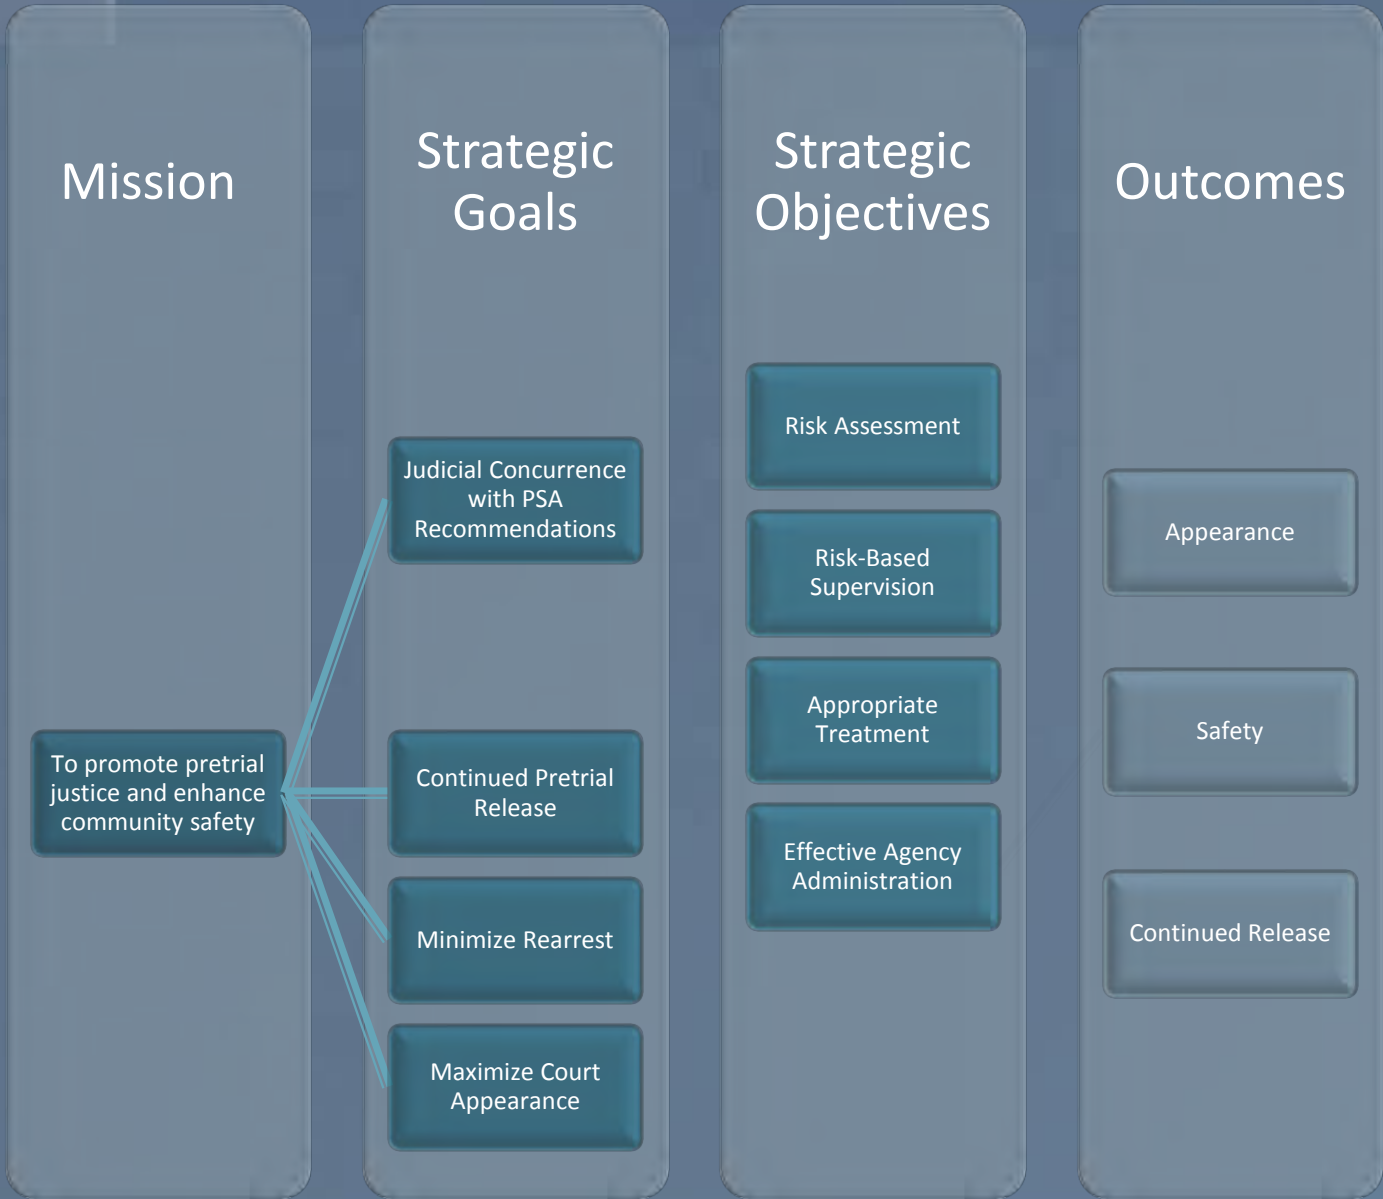 Mission
To promote pretrial
justice and enhance
community safety
Strategic
Goals
Judicial Concurrence
with PSA
Recommendations
Continued Pretrial
Release
Minimize Rearrest
Maximize Court
Appearance
Strategic
Objectives
Risk Assessment
Risk-Based
Supervision
Appropriate
Treatment
Effective Agency
Administration
Outcomes
Appearance
Safety
Continued Release